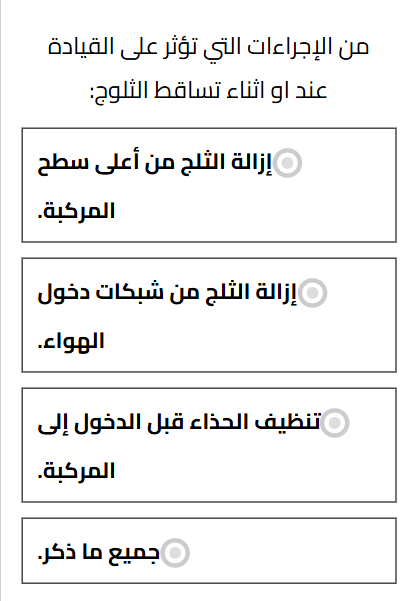 من الإجراءات التي تؤثر على القيادة
عند او اثناء تساقط الثلوج:
إزالة الثلج من أعلى سطح
المركبة.
إزالة الثلج من شبكات دخول
الهواء.
تنظيف الحذاء قبل الدخول إلى
المركبة.
جميع ما ذكر.